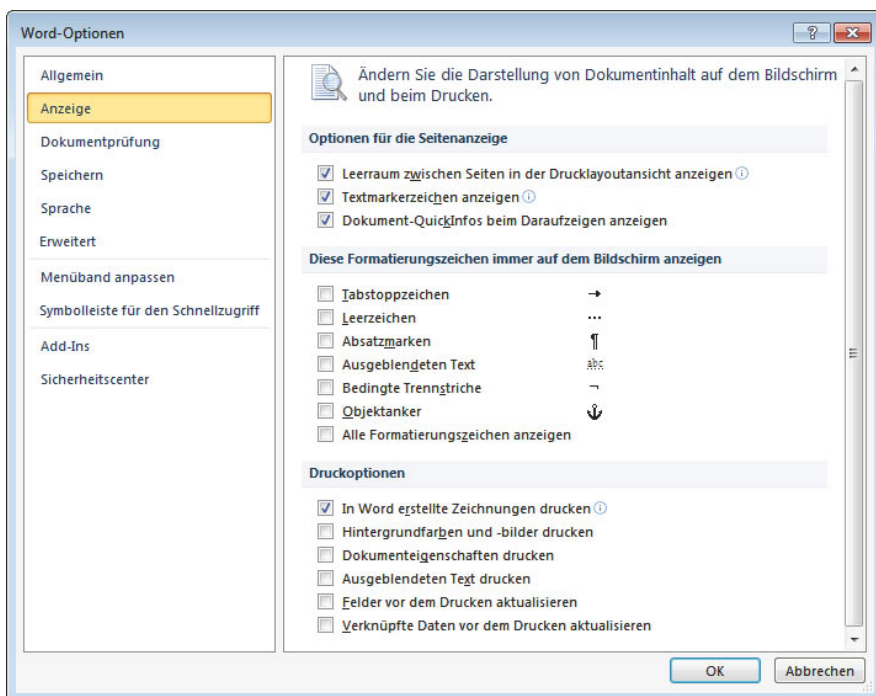 Word-Optionen
Allgemein
Anzeige
Dokumentprüfung
Speichern
Sprache
Erweitert
Menüband anpassen
Symbolleiste für den Schnellzugriff
Add-Ins
Sicherheitscenter
Ändern Sie die Darstellung von Dokumentinhalt auf dem Bildschirm
und beim Drucken.
Optionen für die Seitenanzeige
Leerraum zwischen Seiten in der Drucklayoutansicht anzeigen
Textmarkerzeichen anzeigen
Dokument-QuickInfos beim Daraufzeigen anzeigen
Diese Formatierungszeichen immer auf dem Bildschirm anzeigen
Tabstoppzeichen →
Leerzeichen ···
Absatzmarken ¶
Ausgeblendeten Text abc
Bedingte Trennstriche ¬
Objektanker
Alle Formatierungszeichen anzeigen
Druckoptionen
In Word erstellte Zeichnungen drucken
Hintergrundfarben und -bilder drucken
Dokumenteigenschaften drucken
Ausgeblendeten Text drucken
Felder vor dem Drucken aktualisieren
Verknüpfte Daten vor dem Drucken aktualisieren
OK Abbrechen